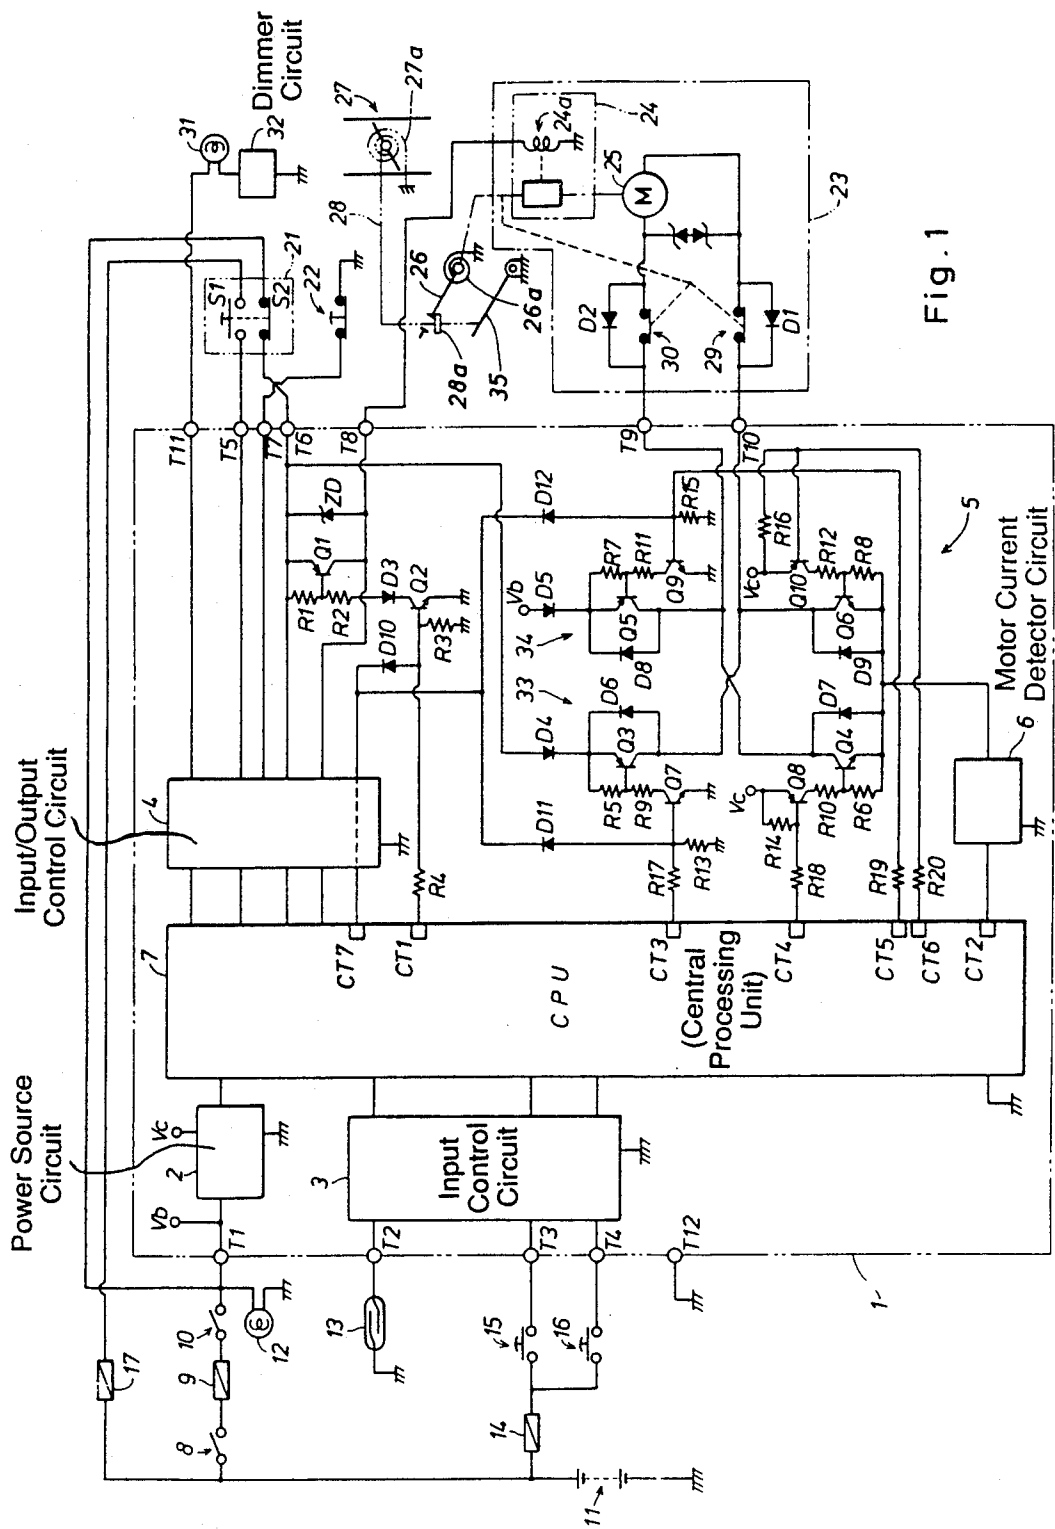 Fig. 1
Power Source
Circuit
Input/Output
Control Circuit
Dimmer
Circuit
Motor Current
Detector Circuit
Input
Control
Circuit
CPU
(Central
Processing
Unit)
17
8
9
10
12
11
13
14
15
16
1
Vb
Vc
2
3
4
5
6
7
T1
T2
T3
T4
T12
T11
T5
T7
T6
T8
T9
T10
CT7
CT1
CT3
CT4
CT5
CT6
CT2
R1
R2
R3
R4
Q1
Q2
ZD
D3
D10
D11
D12
D4
D5
D6
D8
33
34
R5
R9
R7
R11
Q3
Q5
Q7
Q9
R13
R15
R17
Vb
Vc
Vc
R14
R16
R18
R19
R20
Q8
Q10
R10
R12
R6
R8
Q4
Q6
D7
D9
31
32
S1
S2
21
22
27
27a
28
28a
26
26a
35
24a
24
25
M
23
D2
D1
30
29